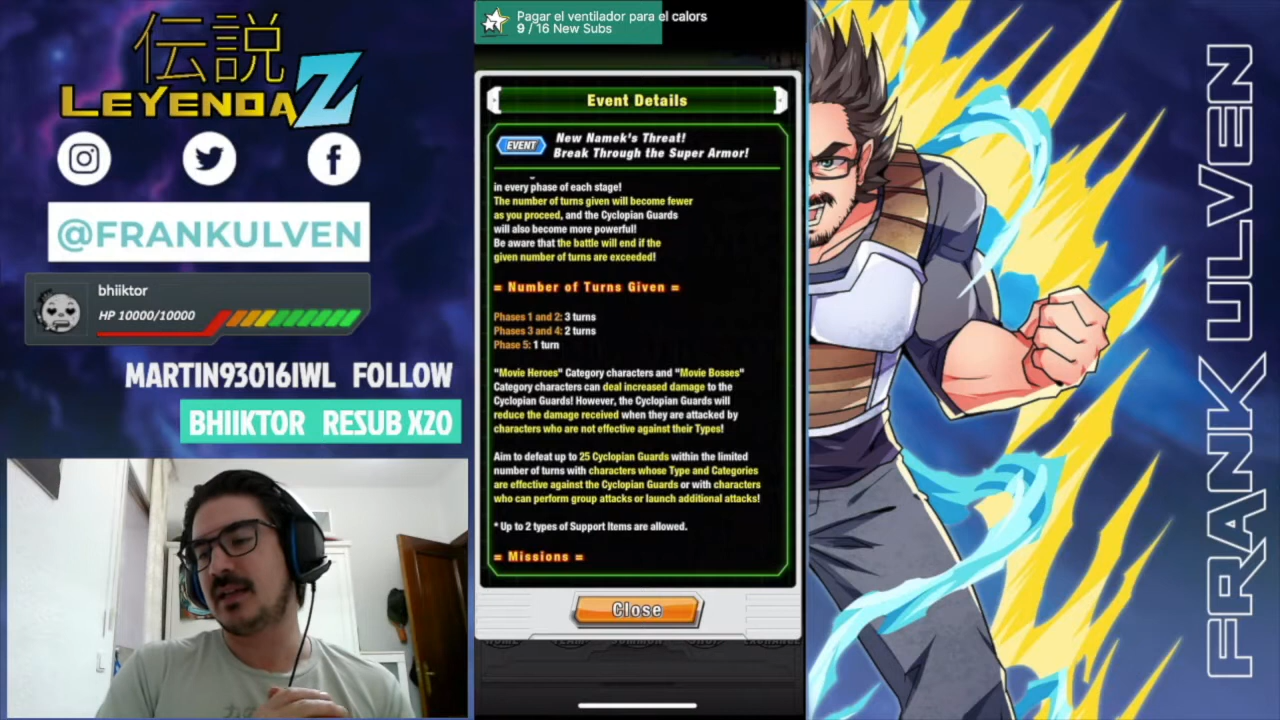 伝説
LEYENDA Z
@FRANKULVEN
bhiiktor
HP 10000/10000
MARTIN93016IWL FOLLOW
BHIIKTOR RESUB X20
Pagar el ventilador para el calors
9 / 16 New Subs
Event Details
EVENT
New Namek's Threat!
Break Through the Super Armor!
in every phase of each stage!
The number of turns given will become fewer
as you proceed, and the Cyclopian Guards
will also become more powerful!
Be aware that the battle will end if the
given number of turns are exceeded!
= Number of Turns Given =
Phases 1 and 2: 3 turns
Phases 3 and 4: 2 turns
Phase 5: 1 turn
"Movie Heroes" Category characters and "Movie Bosses"
Category characters can deal increased damage to the
Cyclopian Guards! However, the Cyclopian Guards will
reduce the damage received when they are attacked by
characters who are not effective against their Types!
Aim to defeat up to 25 Cyclopian Guards within the limited
number of turns with characters whose Type and Categories
are effective against the Cyclopian Guards or with characters
who can perform group attacks or launch additional attacks!
* Up to 2 types of Support Items are allowed.
= Missions =
Close
FRANK ULVEN